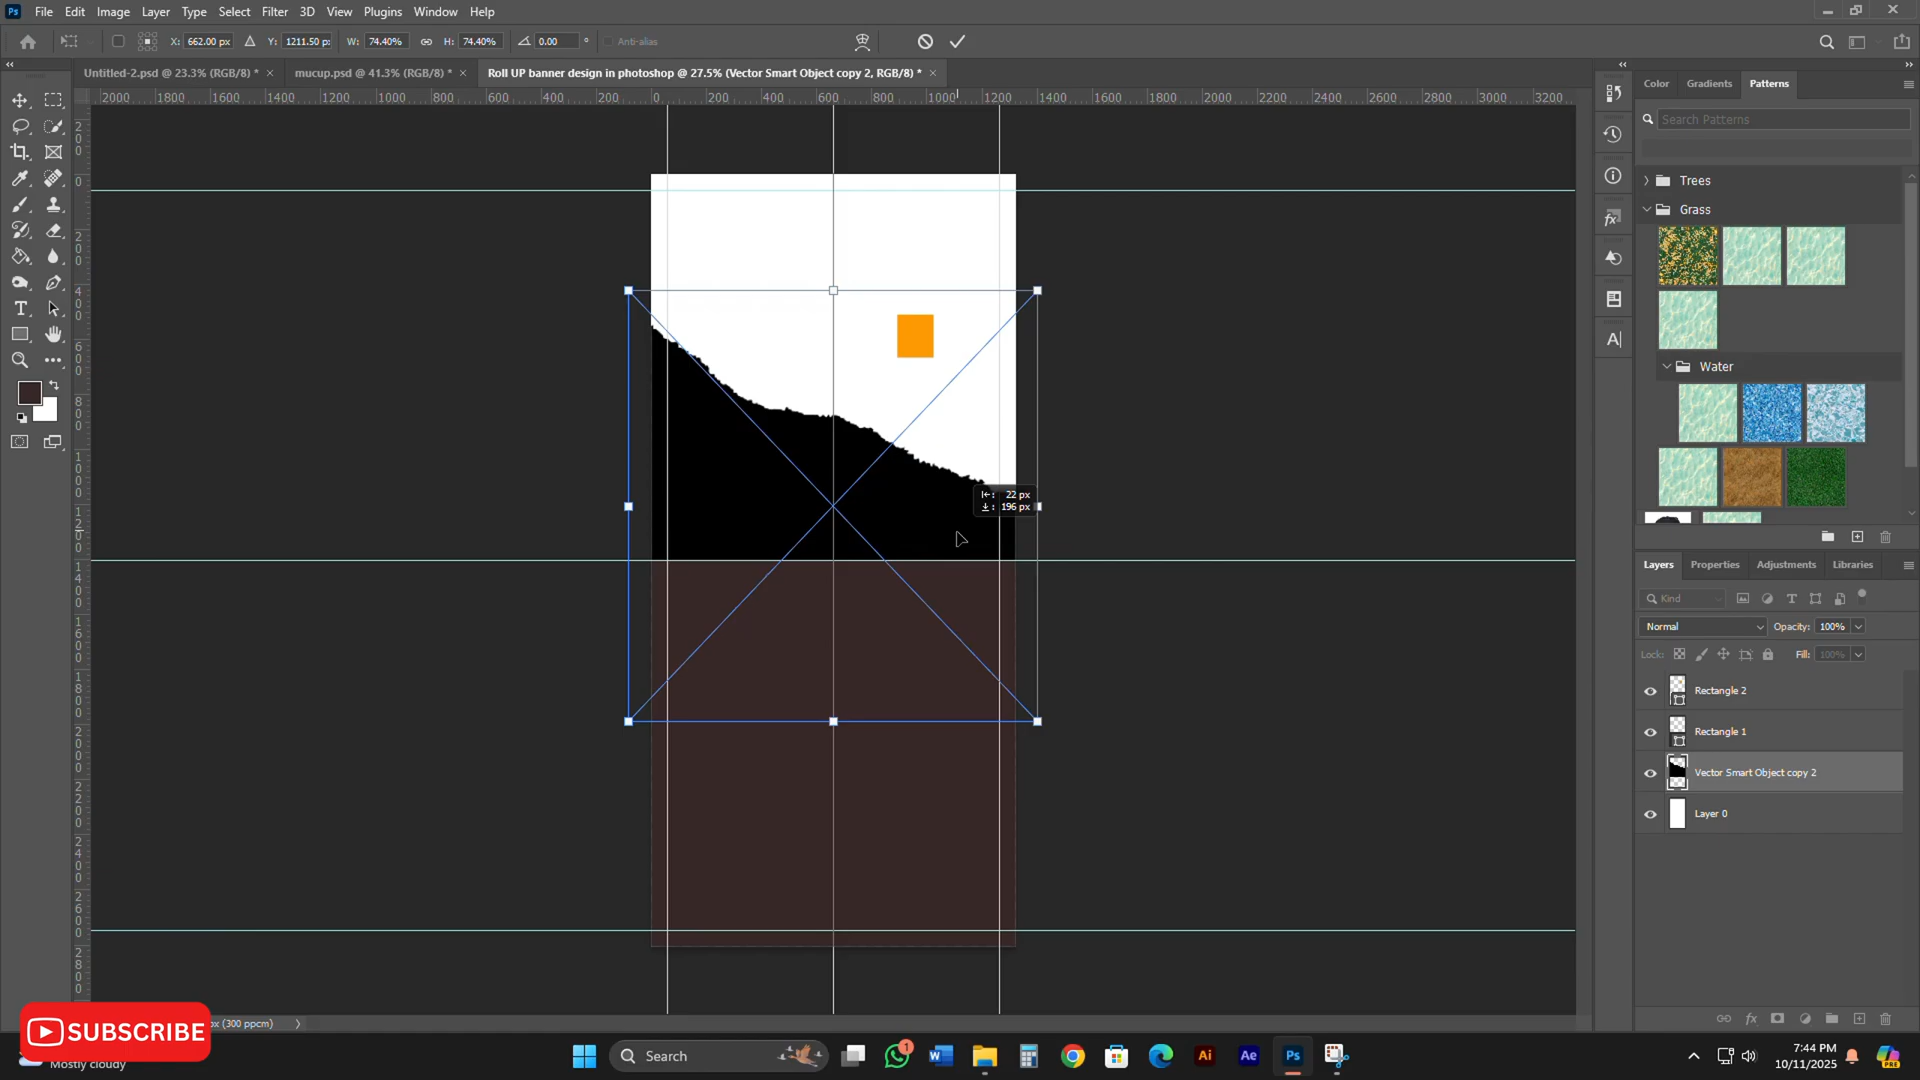 File Edit Image Layer Type Select Filter 3D View Plugins Window Help
X: 662.00 px Y: 1211.50 p: W: 74.40% H: 74.40% 0.00 ° Anti-alias
Untitled-2.psd @ 23.3% (RGB/8) * mucup.psd @ 41.3% (RGB/8) * Roll UP banner design in photoshop @ 27.5% (Vector Smart Object copy 2, RGB/8) *
2000 1800 1600 1400 1200 1000 800 600 400 200 0 200 400 600 800 1000 1200 1400 1600 1800 2000 2200 2400 2600 2800 3000 3200
Color Gradients Patterns
Search Patterns
Trees
Grass
Water
22 px
196 px
Layers Properties Adjustments Libraries
Kind
Normal Opacity: 100%
Lock: Fill: 100%
Rectangle 2
Rectangle 1
Vector Smart Object copy 2
Layer 0
SUBSCRIBE
px (300 ppcm)
Mostly cloudy
Search
1
Ai Ae Ps
7:44 PM
10/11/2025
PRE